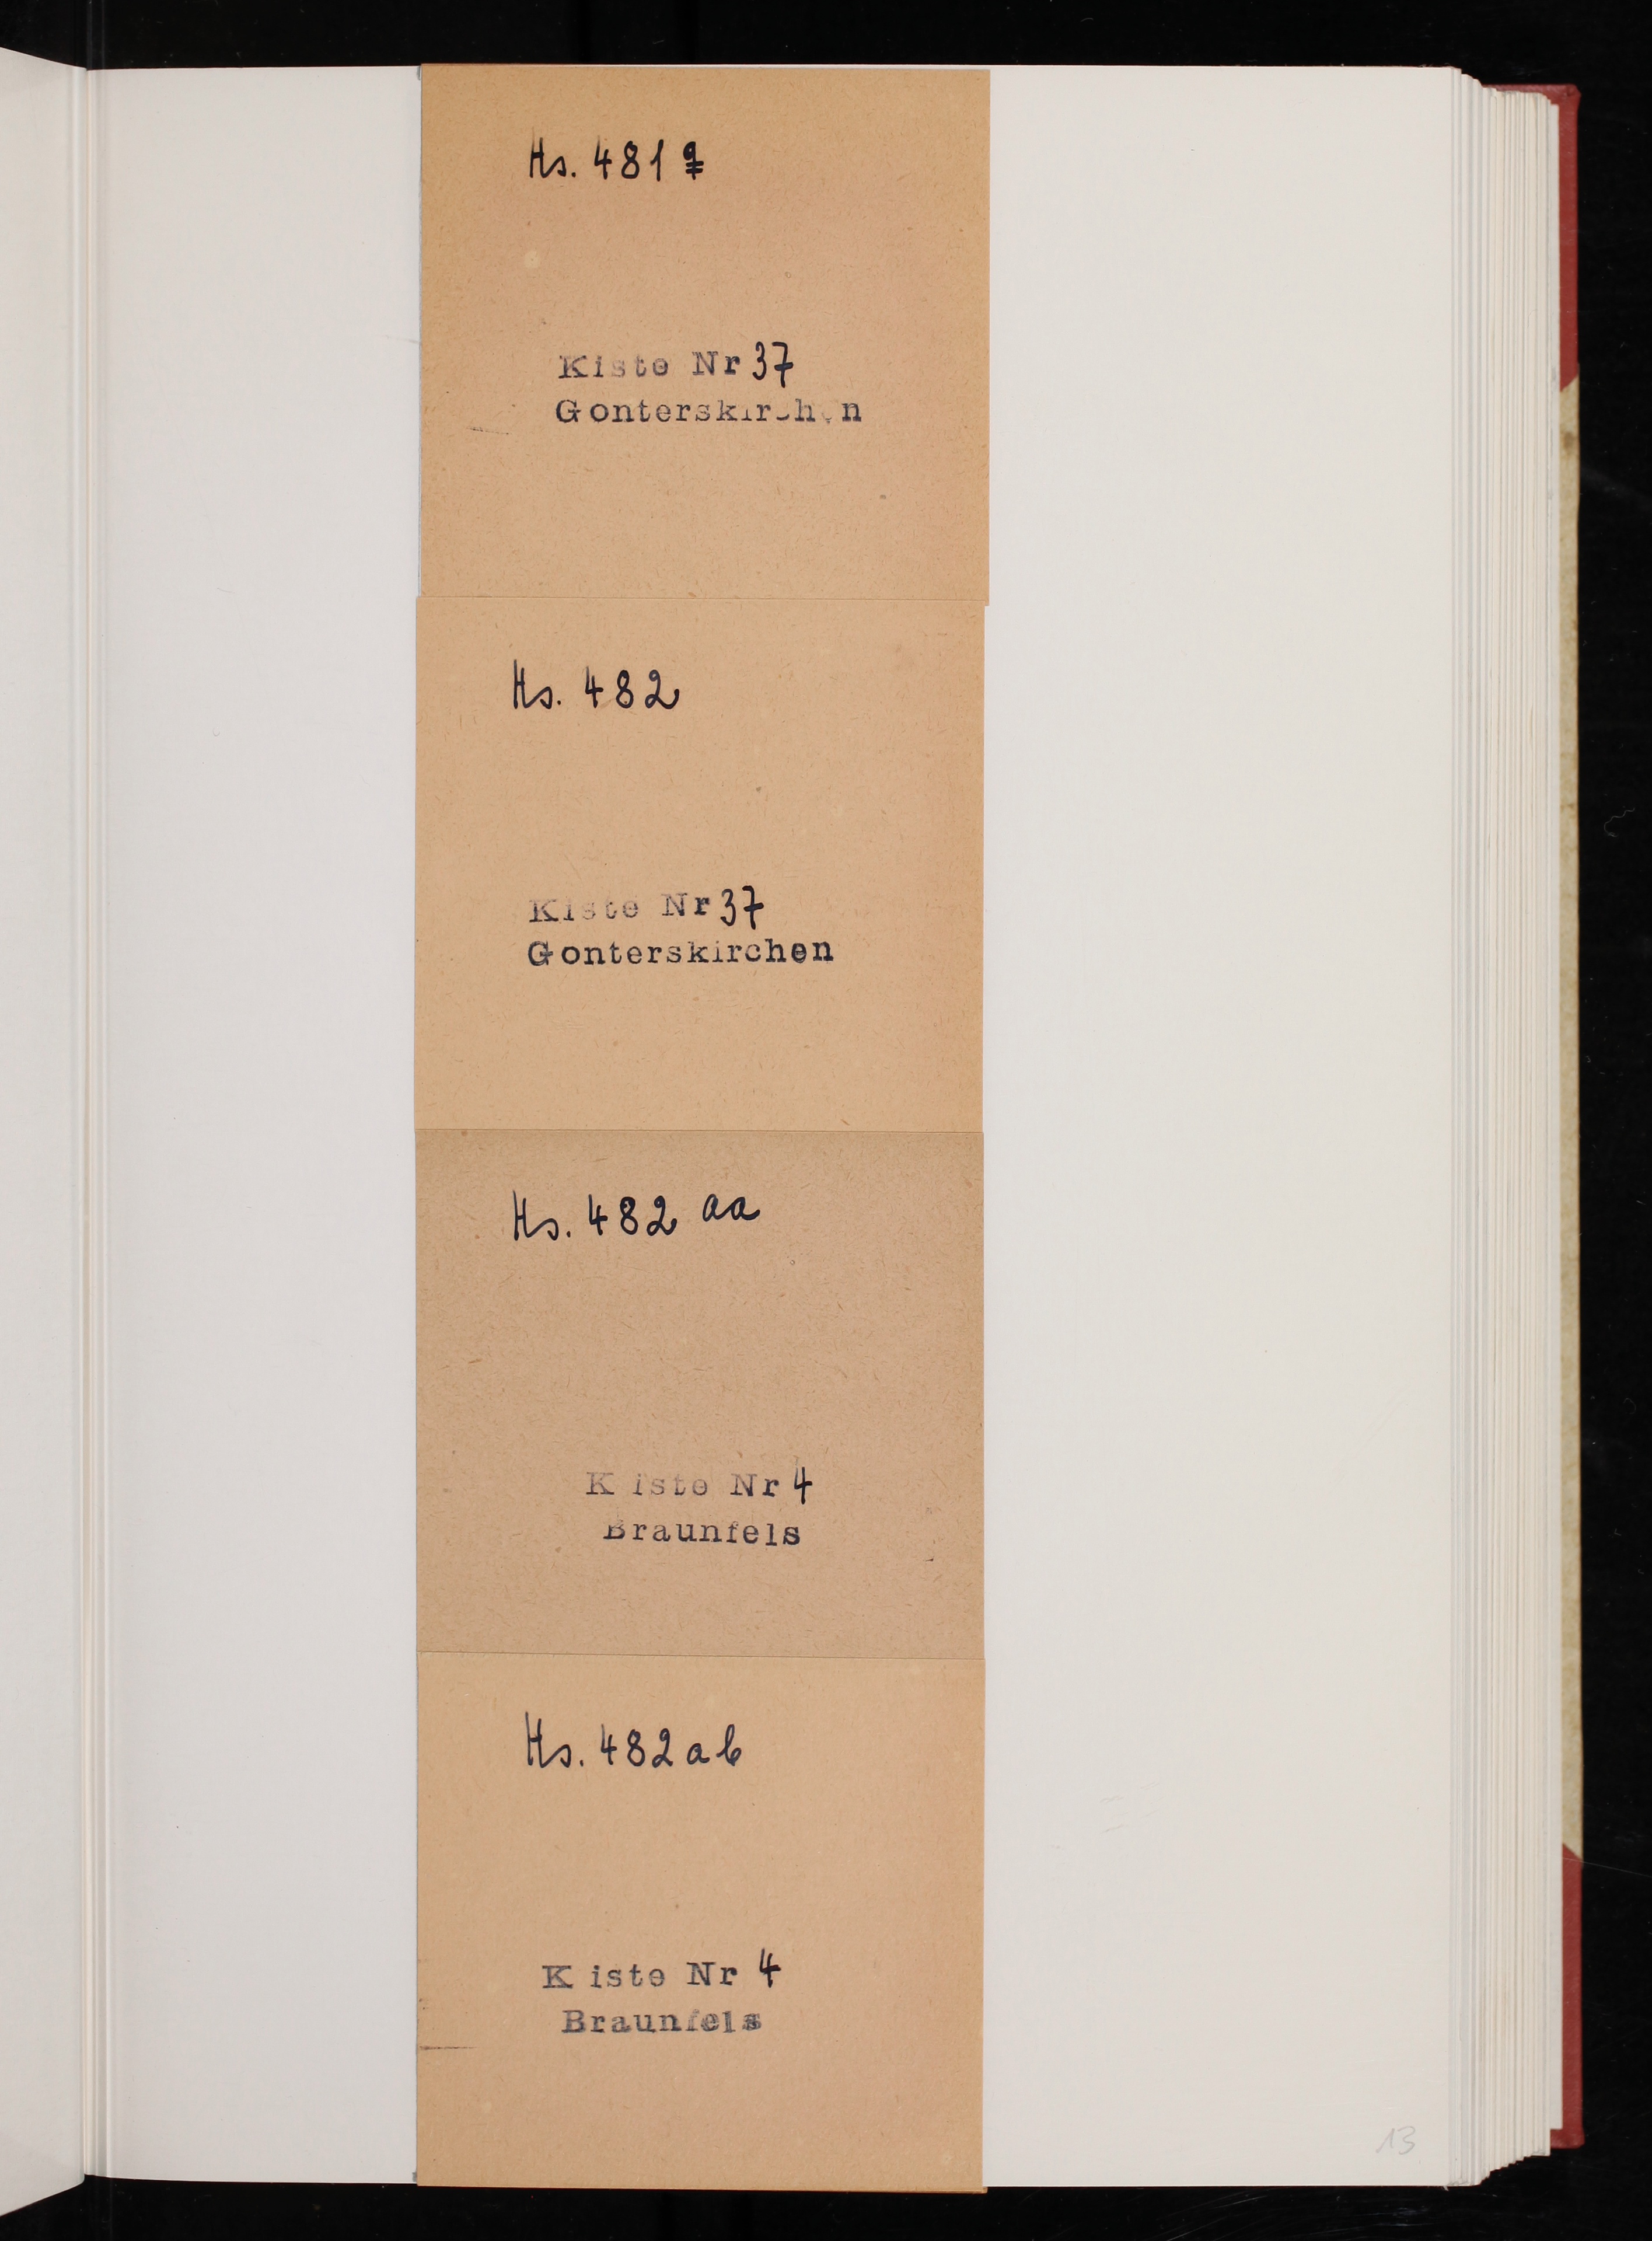 Hs. 481 g
Kiste Nr 37
Gonterskirchen
Hs. 482
Kiste Nr 37
Gonterskirchen
Hs. 482 aa
Kiste Nr 4
Braunfels
Hs. 482 ab
Kiste Nr 4
Braunfels
13